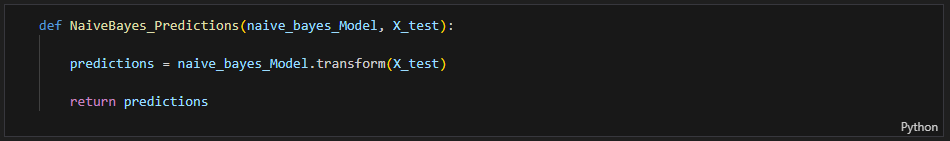 def NaiveBayes_Predictions(naive_bayes_Model, X_test):
predictions = naive_bayes_Model.transform(X_test)
return predictions
Python